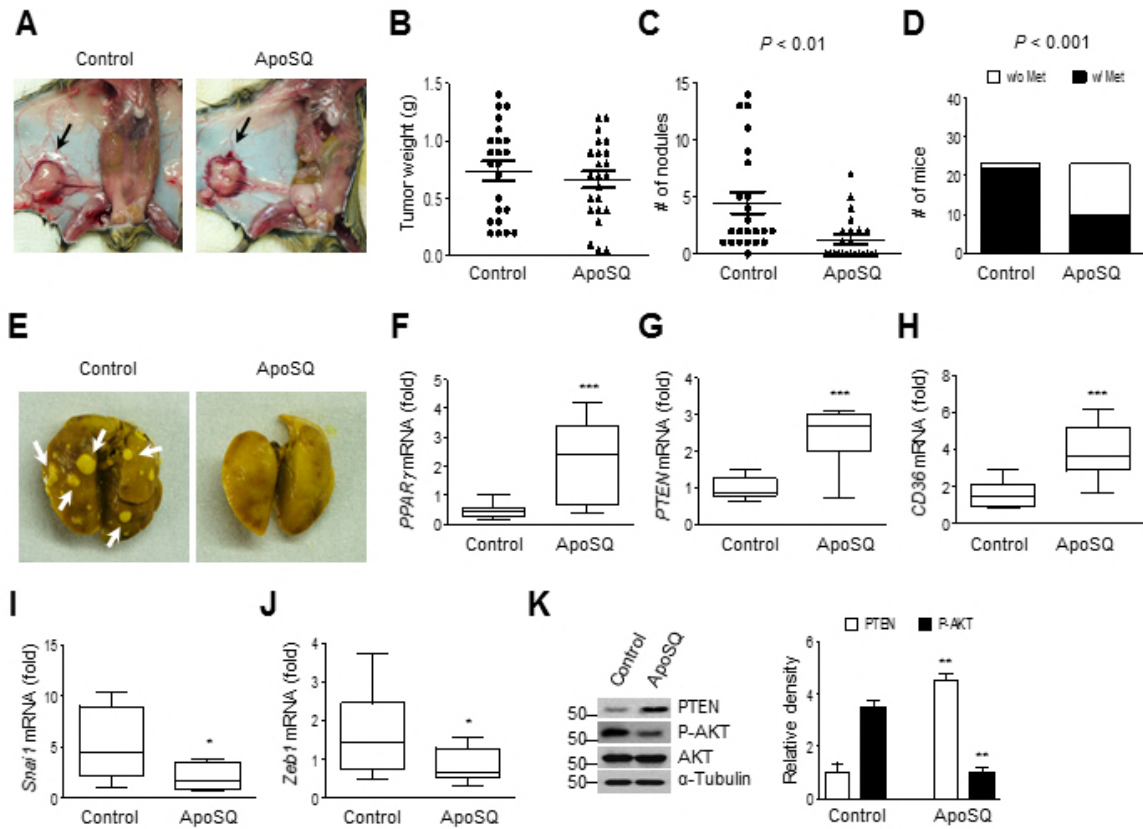 A
Control ApoSQ
B
Tumor weight (g)
1.5
1.0
0.5
0.0
Control ApoSQ
C
P < 0.01
# of nodules
15
10
5
0
Control ApoSQ
D
P < 0.001
w/o Met w/ Met
# of mice
40
30
20
10
0
Control ApoSQ
E
Control ApoSQ
F
PPARγ mRNA (fold)
5
4
3
2
1
0
***
Control ApoSQ
G
PTEN mRNA (fold)
4
3
2
1
0
***
Control ApoSQ
H
CD36 mRNA (fold)
8
6
4
2
0
***
Control ApoSQ
I
Snai1 mRNA (fold)
15
10
5
0
*
Control ApoSQ
J
Zeb1 mRNA (fold)
4
3
2
1
0
*
Control ApoSQ
K
Control ApoSQ
50 PTEN
50 P-AKT
50 AKT
50 α-Tubulin
PTEN P-AKT
Relative density
8
4
2
0
**
**
Control ApoSQ